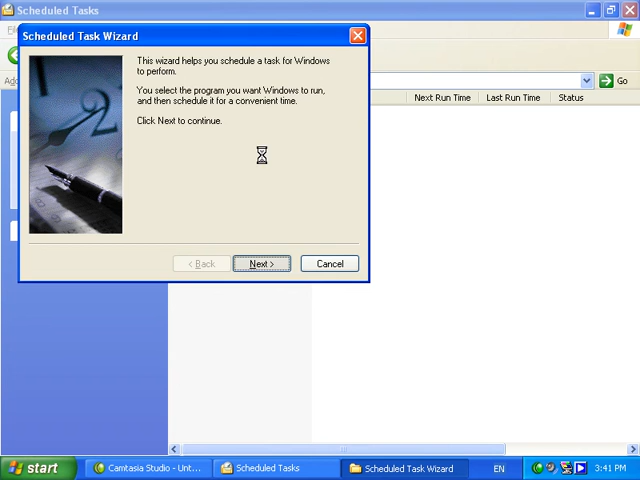 Scheduled Tasks
Scheduled Task Wizard
This wizard helps you schedule a task for Windows
to perform.
You select the program you want Windows to run,
and then schedule it for a convenient time.
Click Next to continue.
< Back
Next >
Cancel
Go
Next Run Time
Last Run Time
Status
2
start
Camtasia Studio - Unt...
Scheduled Tasks
Scheduled Task Wizard
EN
3:41 PM